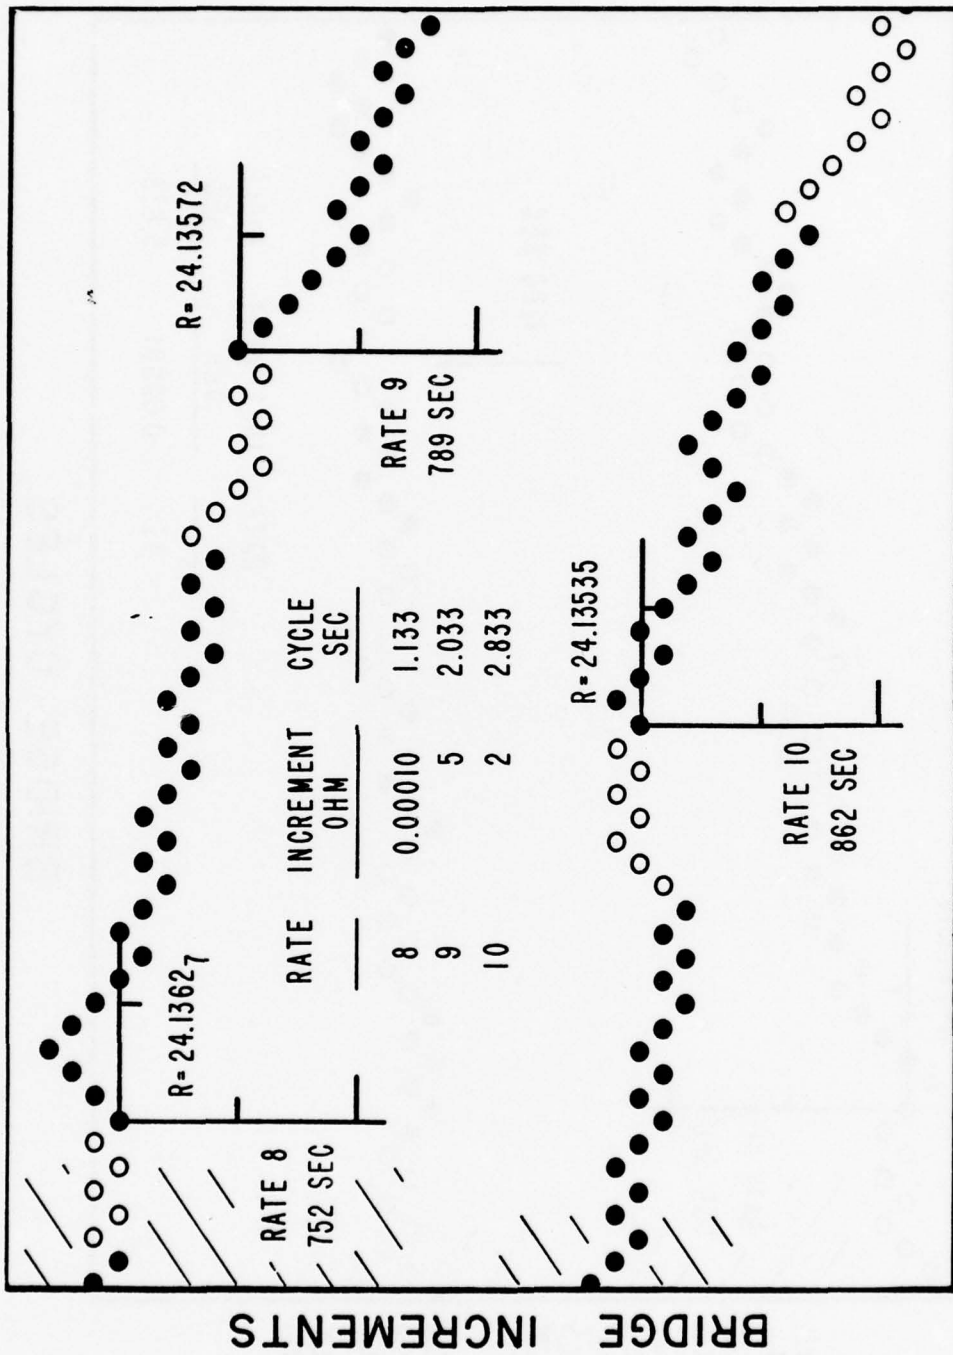 R = 24.13572
RATE 9
789 SEC
R = 24.13627
RATE 8
752 SEC
RATE INCREMENT CYCLE
OHM SEC
8 0.00010 1.133
9 5 2.033
10 2 2.833
R = 24.13535
RATE 10
862 SEC
BRIDGE INCREMENTS